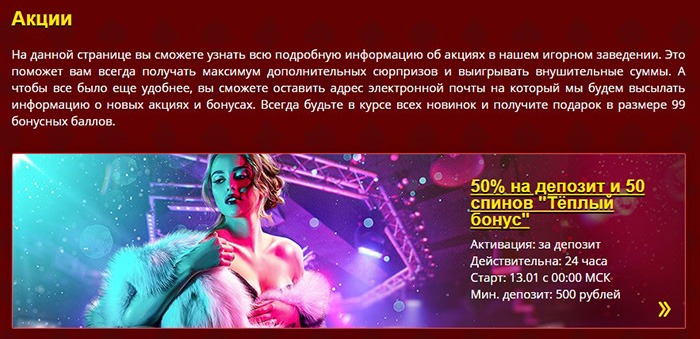 Акции
На данной странице вы сможете узнать всю подробную информацию об акциях в нашем игорном заведении. Это
поможет вам всегда получать максимум дополнительных сюрпризов и выигрывать внушительные суммы. А
чтобы все было еще удобнее, вы сможете оставить адрес электронной почты на который мы будем высылать
информацию о новых акциях и бонусах. Всегда будьте в курсе всех новинок и получите подарок в размере 99
бонусных баллов.
50% на депозит и 50
спинов "Тёплый
бонус"
Активация: за депозит
Действительна: 24 часа
Старт: 13.01 с 00:00 МСК
Мин. депозит: 500 рублей
»